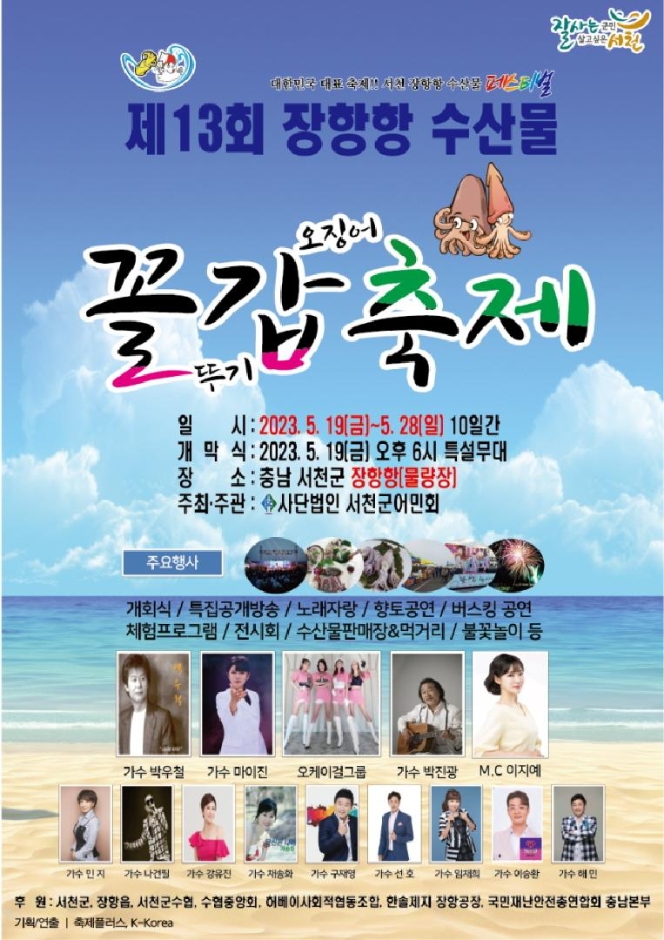 잘사는 군민
살고싶은 서천
대한민국 대표 축제!! 서천 장항항 수산물 페스티벌
제13회 장항항 수산물
오징어
꼴갑축제
뚜기
일 시 : 2023. 5. 19(금)~5. 28(일) 10일간
개 막 식 : 2023. 5. 19(금) 오후 6시 특설무대
장 소 : 충남 서천군 장항항(물량장)
주최·주관 : 사단법인 서천군어민회
주요행사
개회식 / 특집공개방송 / 노래자랑 / 향토공연 / 버스킹 공연
체험프로그램 / 전시회 / 수산물판매장&먹거리 / 불꽃놀이 등
가수 박우철 가수 마이진 오케이걸그룹 가수 박진광 M.C 이지예
가수 민 지 가수 나건필 가수 강유진 가수 채송화 가수 구재영 가수 선 호 가수 임재희 가수 이승환 가수 해 민
후 원 : 서천군, 장항읍, 서천군수협, 수협중앙회, 허베이사회적협동조합, 한솔제지 장항공장, 국민재난안전총연합회 충남본부
기획/연출 | 축제플러스, K-Korea